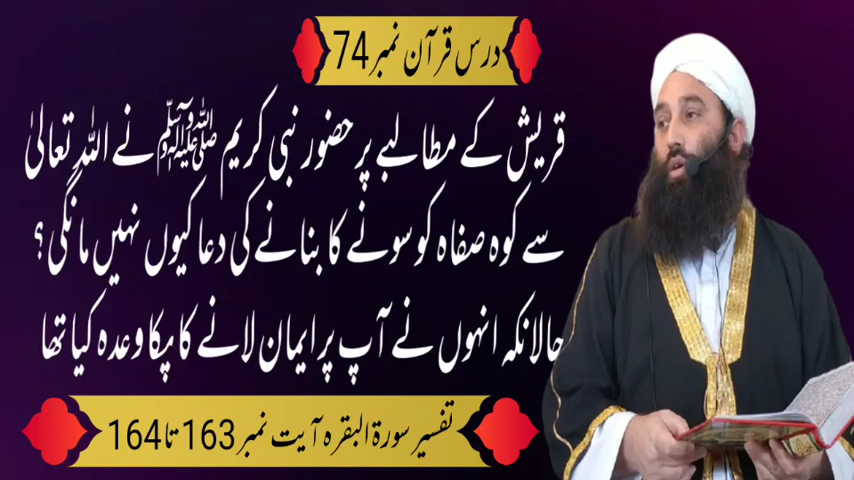 درس قرآن نمبر 74
قریش کے مطالبے پر حضور نبی کریم ﷺ نے اللہ تعالیٰ
سے کوہ صفاہ کو سونے کا بنانے کی دعا کیوں نہیں مانگی؟
حالانکہ انہوں نے آپ پر ایمان لانے کا پکا وعدہ کیا تھا
تفسیر سورۃ البقرہ آیت نمبر 163 تا 164